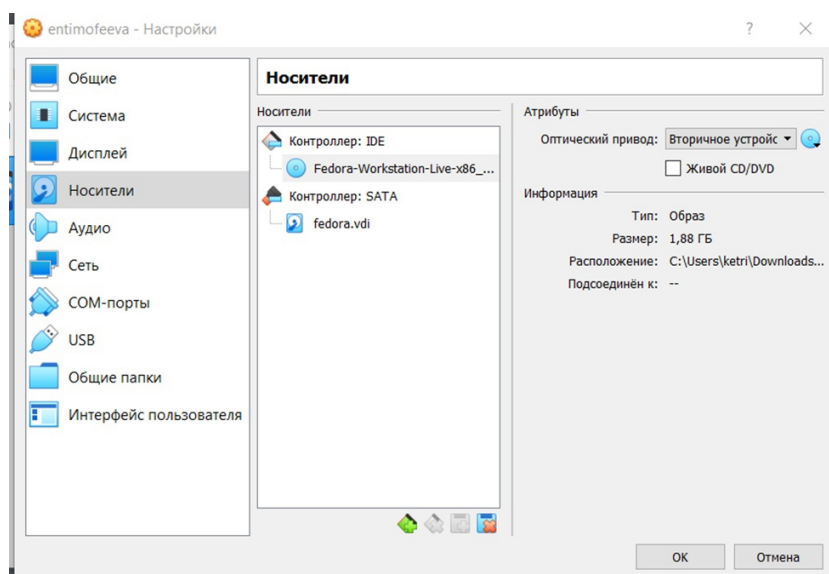 entimofeeva - Настройки
?
Общие
Система
Дисплей
Носители
Аудио
Сеть
COM-порты
USB
Общие папки
Интерфейс пользователя
Носители
Носители
Контроллер: IDE
Fedora-Workstation-Live-x86_...
Контроллер: SATA
fedora.vdi
Атрибуты
Оптический привод: Вторичное устройс
Живой CD/DVD
Информация
Тип: Образ
Размер: 1,88 ГБ
Расположение: C:\Users\ketri\Downloads...
Подсоединён к: --
OK Отмена